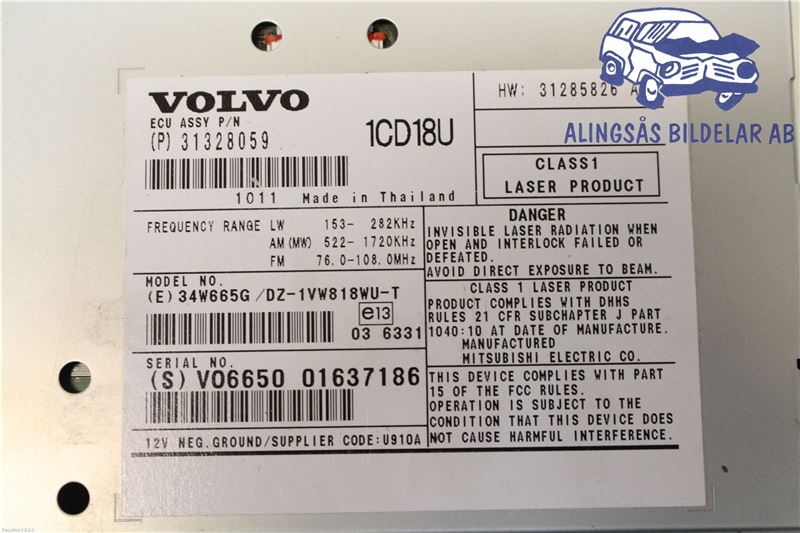 VOLVO
ECU ASSY P/N
(P) 31328059
1CD18U
HW: 31285826 A
ALINGSÅS BILDELAR AB
CLASS1
LASER PRODUCT
1011 Made in Thailand
FREQUENCY RANGE LW 153- 282KHz
AM (MW) 522-1720KHz
FM 76.0-108.0MHz
DANGER
INVISIBLE LASER RADIATION WHEN
OPEN AND INTERLOCK FAILED OR
DEFEATED.
AVOID DIRECT EXPOSURE TO BEAM.
MODEL NO.
(E) 34W665G/DZ-1VW818WU-T
e13
03 6331
CLASS 1 LASER PRODUCT
PRODUCT COMPLIES WITH DHHS
RULES 21 CFR SUBCHAPTER J PART
1040:10 AT DATE OF MANUFACTURE.
MANUFACTURED
MITSUBISHI ELECTRIC CO.
SERIAL NO.
(S) VO6650 01637186
12V NEG.GROUND/SUPPLIER CODE:U910A
THIS DEVICE COMPLIES WITH PART
15 OF THE FCC RULES.
OPERATION IS SUBJECT TO THE
CONDITION THAT THIS DEVICE DOES
NOT CAUSE HARMFUL INTERFERENCE.